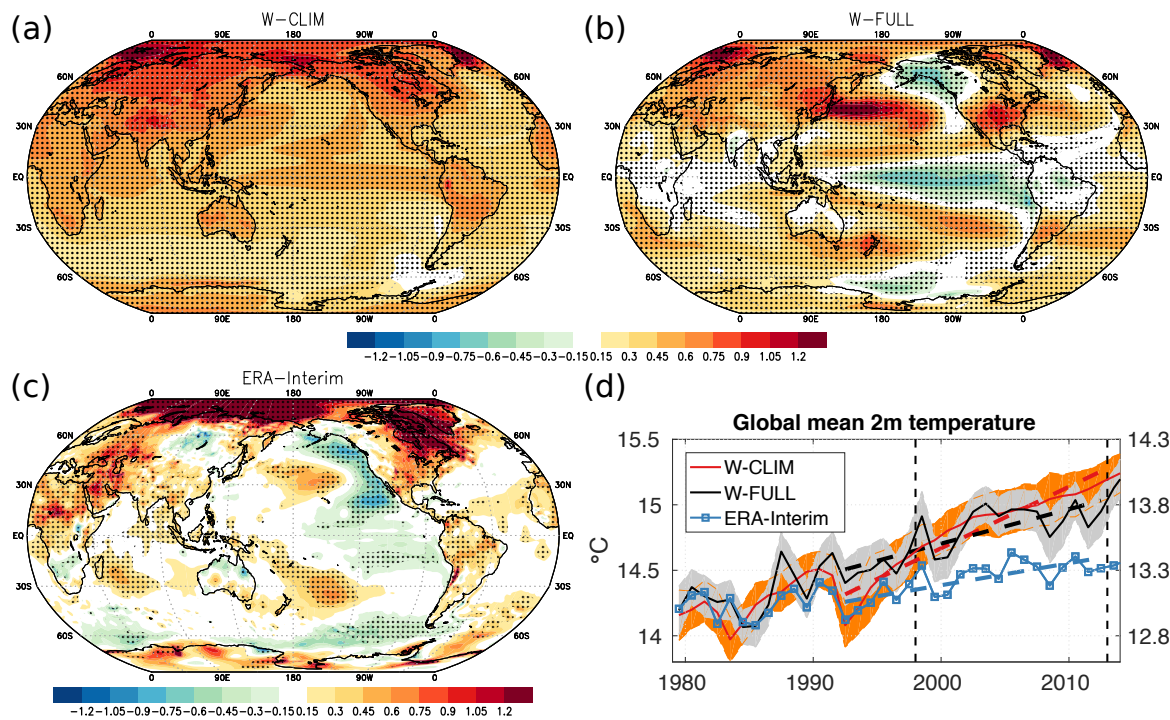 (a)
W-CLIM
0 90E 180 90W 0
60N 60N
30N 30N
EQ EQ
30S 30S
60S 60S
0 90E 180 90W 0
(b)
W-FULL
0 90E 180 90W 0
60N 60N
30N 30N
EQ EQ
30S 30S
60S 60S
0 90E 180 90W 0
-1.2 -1.05 -0.9 -0.75 -0.6 -0.45 -0.3 -0.15 0.15 0.3 0.45 0.6 0.75 0.9 1.05 1.2
(c)
ERA-Interim
0 90E 180 90W 0
60N 60N
30N 30N
EQ EQ
30S 30S
60S 60S
0 90E 180 90W 0
-1.2 -1.05 -0.9 -0.75 -0.6 -0.45 -0.3 -0.15 0.15 0.3 0.45 0.6 0.75 0.9 1.05 1.2
(d)
Global mean 2m temperature
15.5 14.3
W-CLIM
W-FULL
ERA-Interim
15 13.8
°C
14.5 13.3
14 12.8
1980 1990 2000 2010